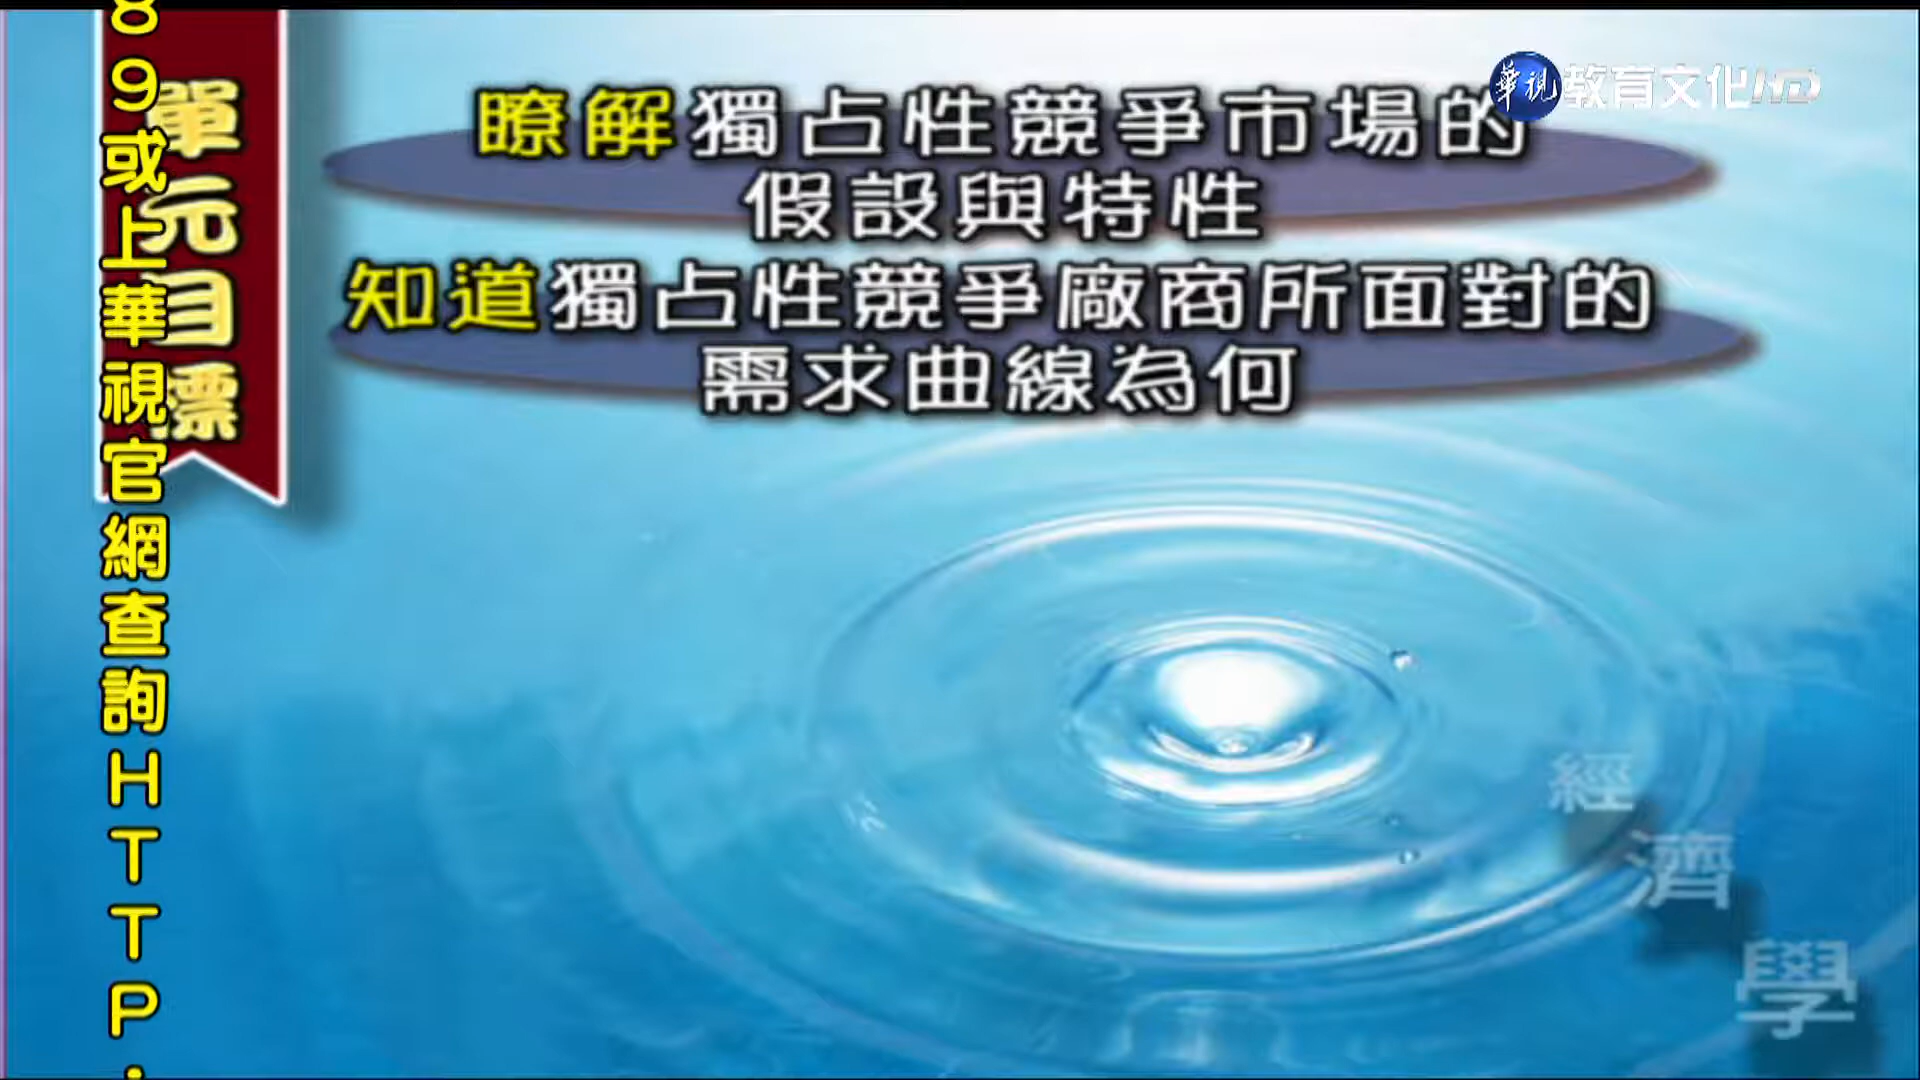 單元目標
瞭解獨占性競爭市場的
假設與特性
知道獨占性競爭廠商所面對的
需求曲線為何
華視 教育文化HD
89或上華視官網查詢HTTP:
經濟學